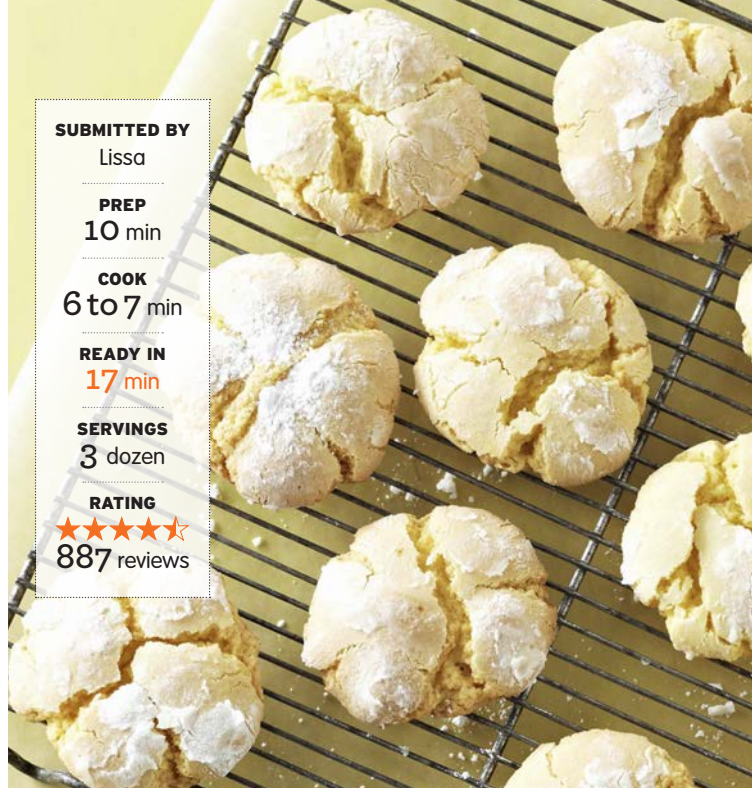 SUBMITTED BY
Lissa
PREP
10 min
COOK
6 to 7 min
READY IN
17 min
SERVINGS
3 dozen
RATING
887 reviews